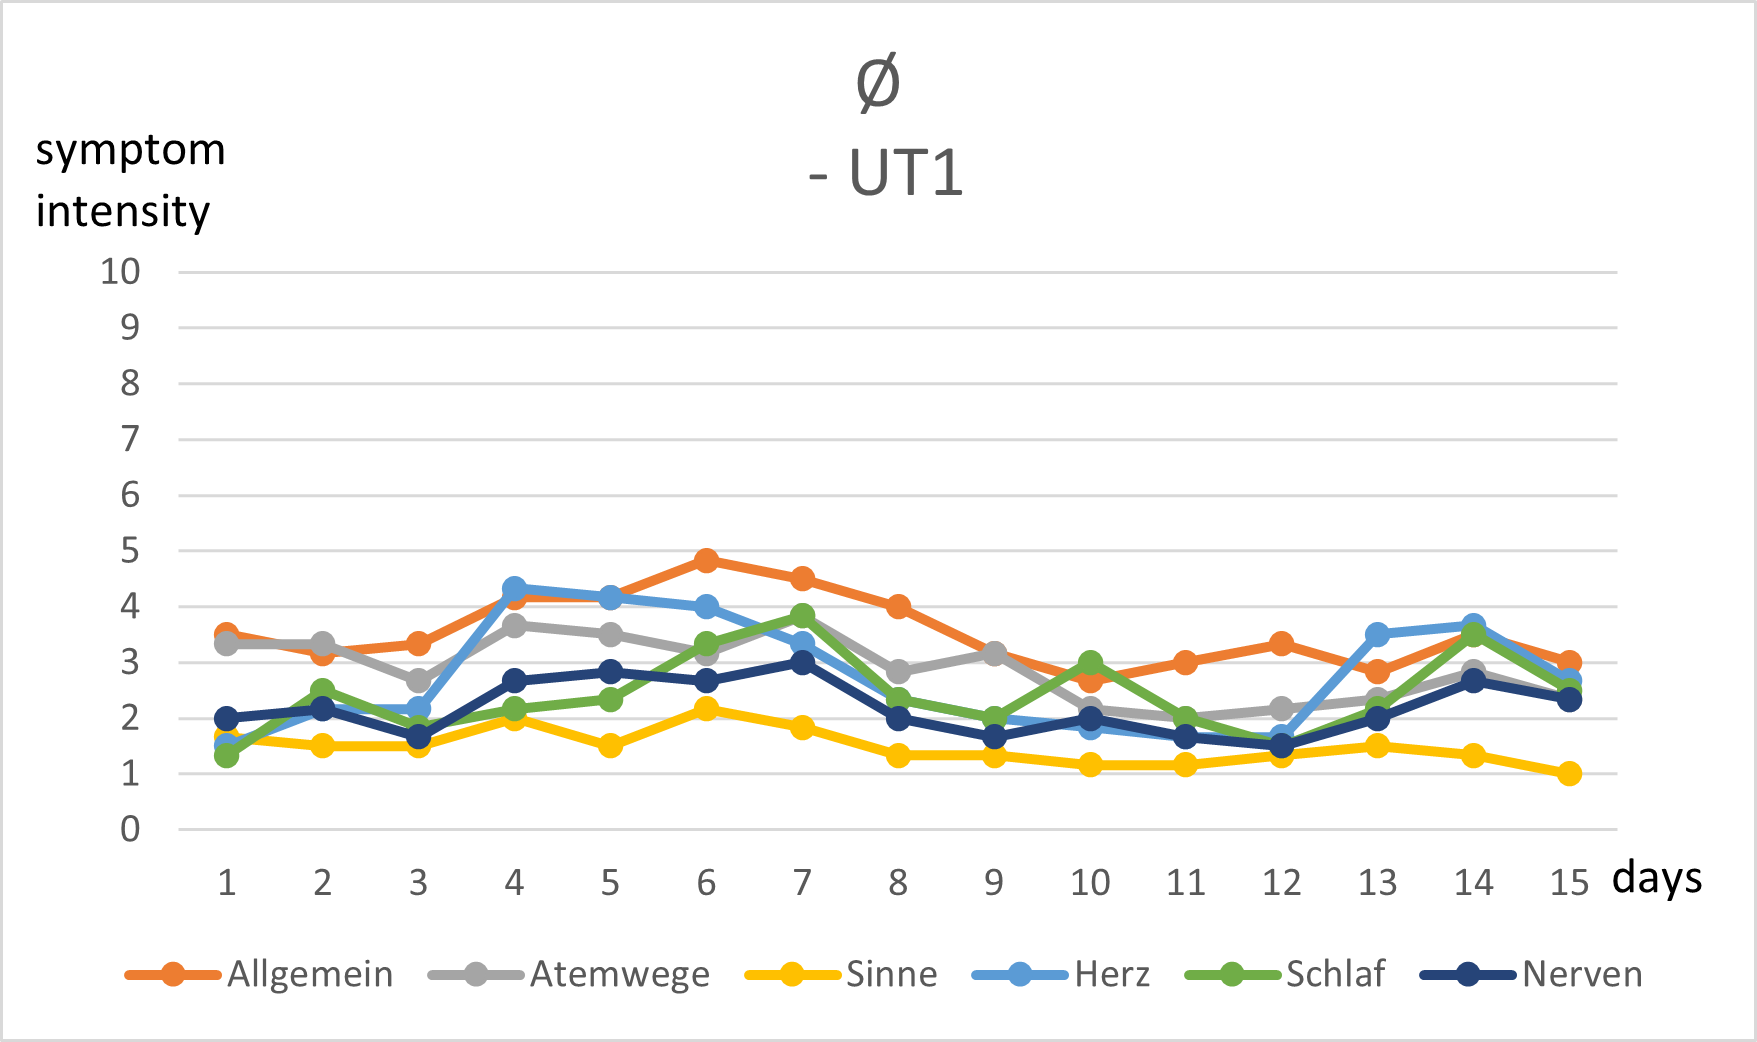 Ø
- UT1
symptom
intensity
10
9
8
7
6
5
4
3
2
1
0
1 2 3 4 5 6 7 8 9 10 11 12 13 14 15 days
Allgemein Atemwege Sinne Herz Schlaf Nerven